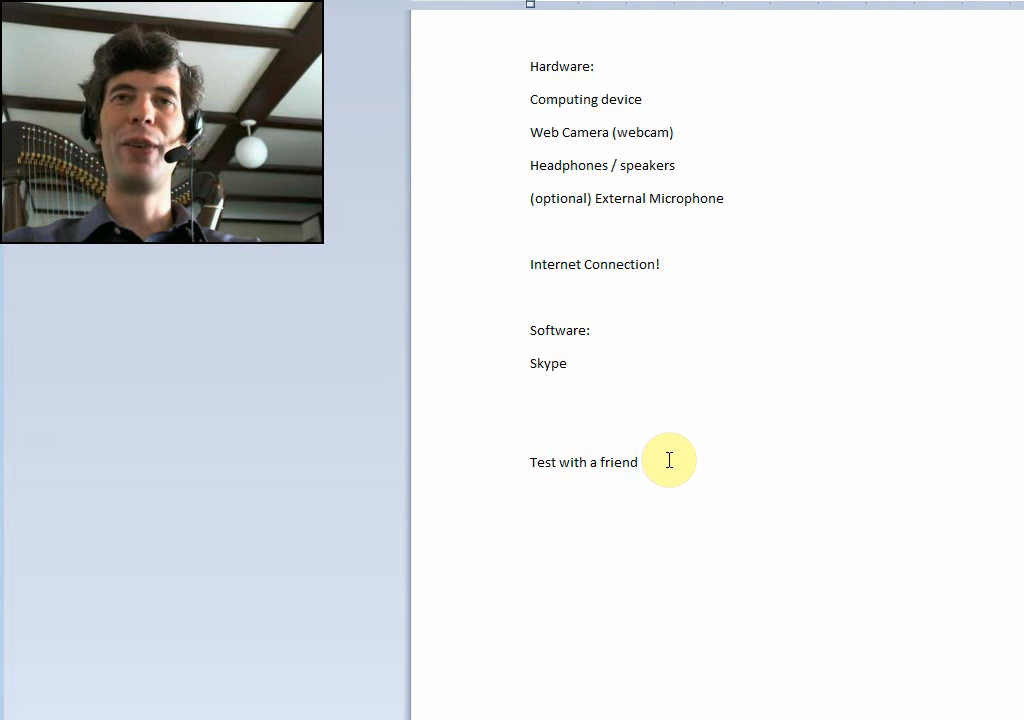 Hardware:
Computing device
Web Camera (webcam)
Headphones / speakers
(optional) External Microphone
Internet Connection!
Software:
Skype
Test with a friend